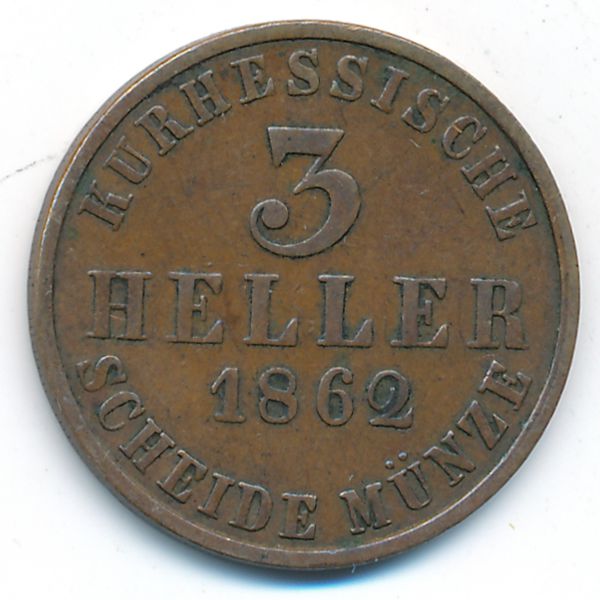 KURHESSISCHE
3
HELLER
1862
SCHEIDE MÜNZE